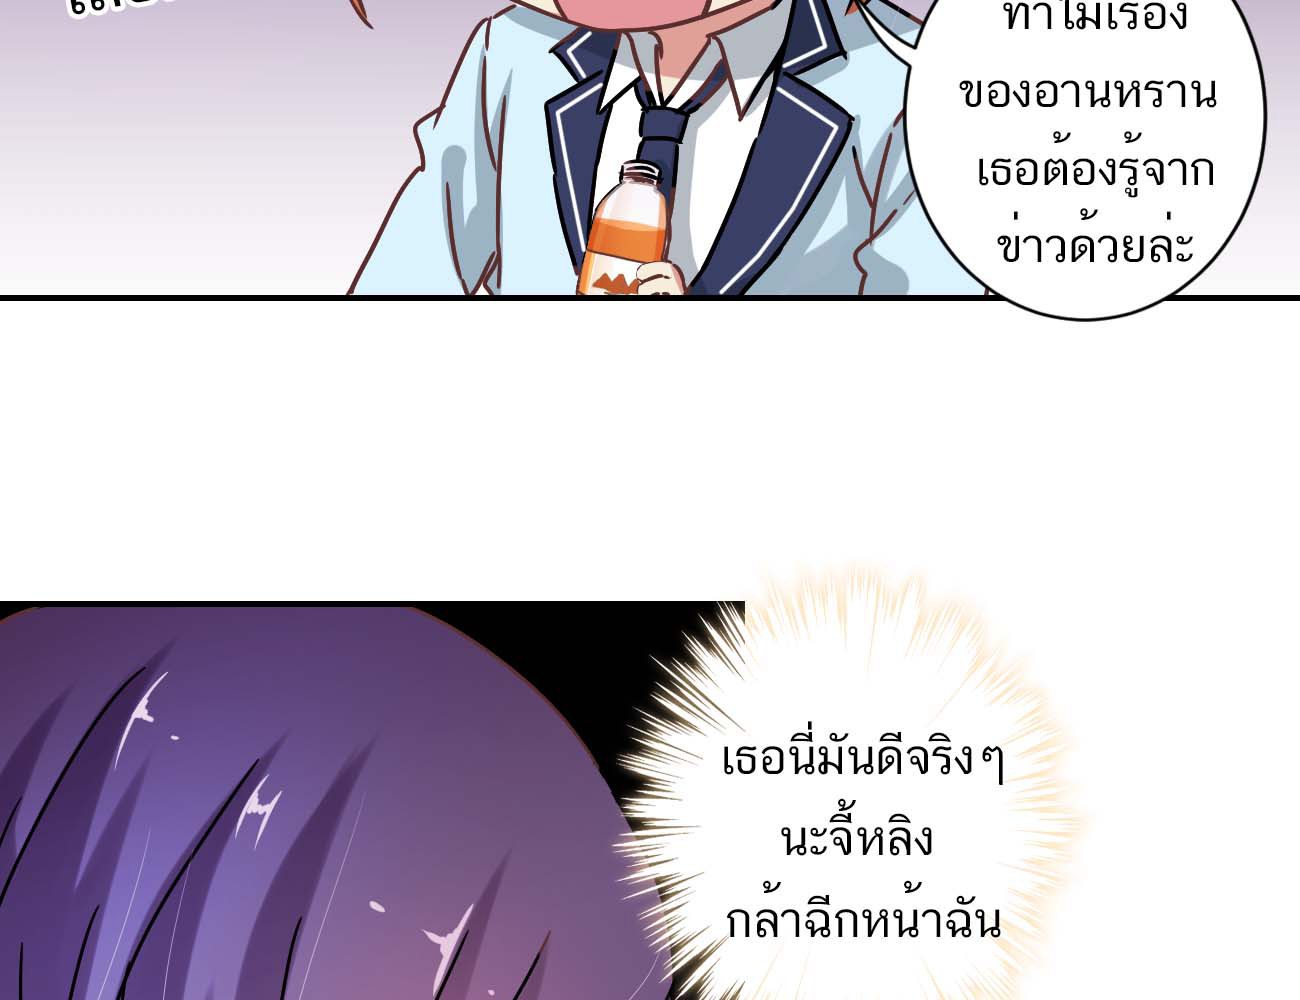 ทำไมเรื่อง
ของอานหราน
เธอต้องรู้จาก
ข่าวด้วยล่ะ
เธอนี่มันดีจริงๆ
นะจี้หลิง
กล้าฉีกหน้าฉัน